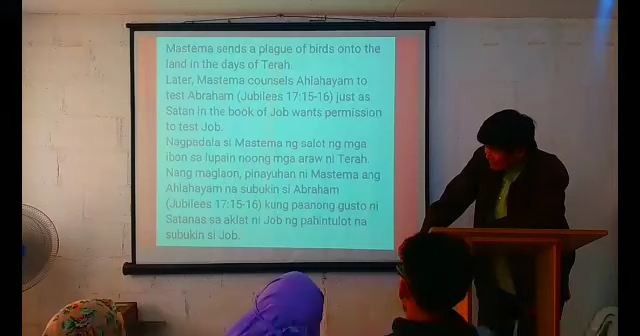 Mastema sends a plague of birds onto the
land in the days of Terah.
Later, Mastema counsels Ahlahayam to
test Abraham (Jubilees 17:15-16) just as
Satan in the book of Job wants permission
to test Job.
Nagpadala si Mastema ng salot ng mga
ibon sa lupain noong mga araw ni Terah.
Nang maglaon, pinayuhan ni Mastema ang
Ahlahayam na subukin si Abraham
(Jubilees 17:15-16) kung paanong gusto ni
Satanas sa aklat ni Job ng pahintulot na
subukin si Job.